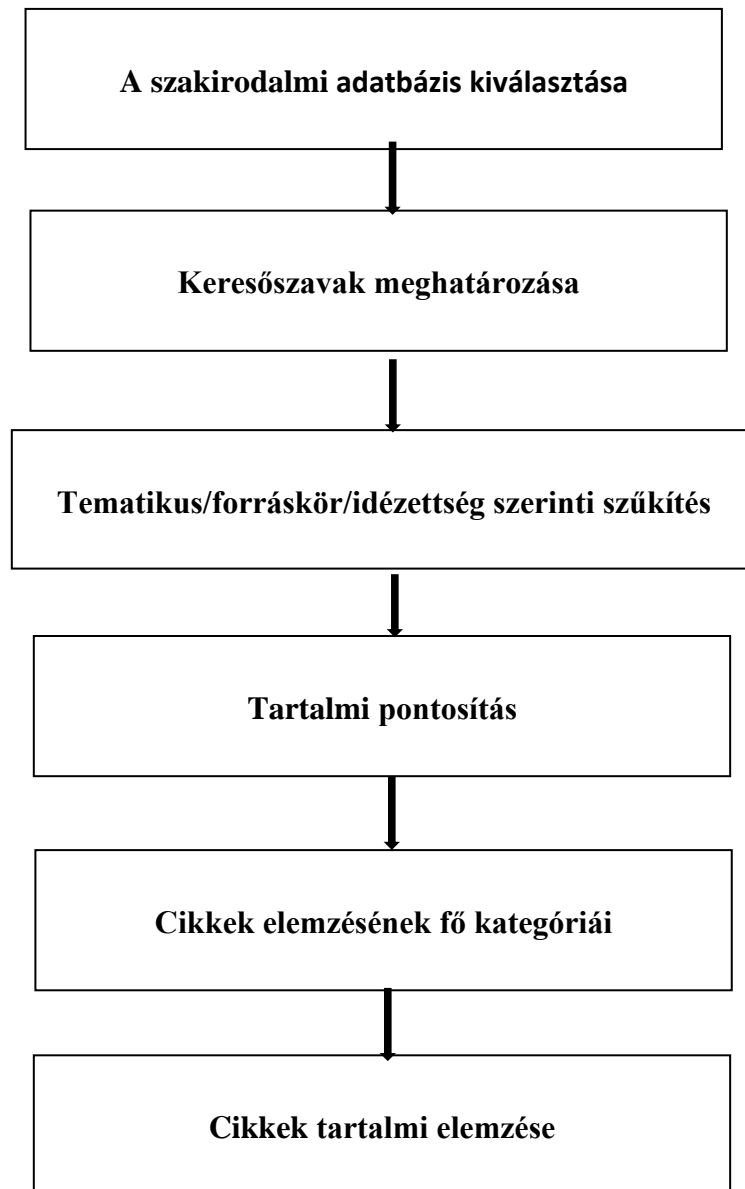 A szakirodalmi adatbázis kiválasztása
Keresőszavak meghatározása
Tematikus/forráskör/idézettség szerinti szűkítés
Tartalmi pontosítás
Cikkek elemzésének fő kategóriái
Cikkek tartalmi elemzése